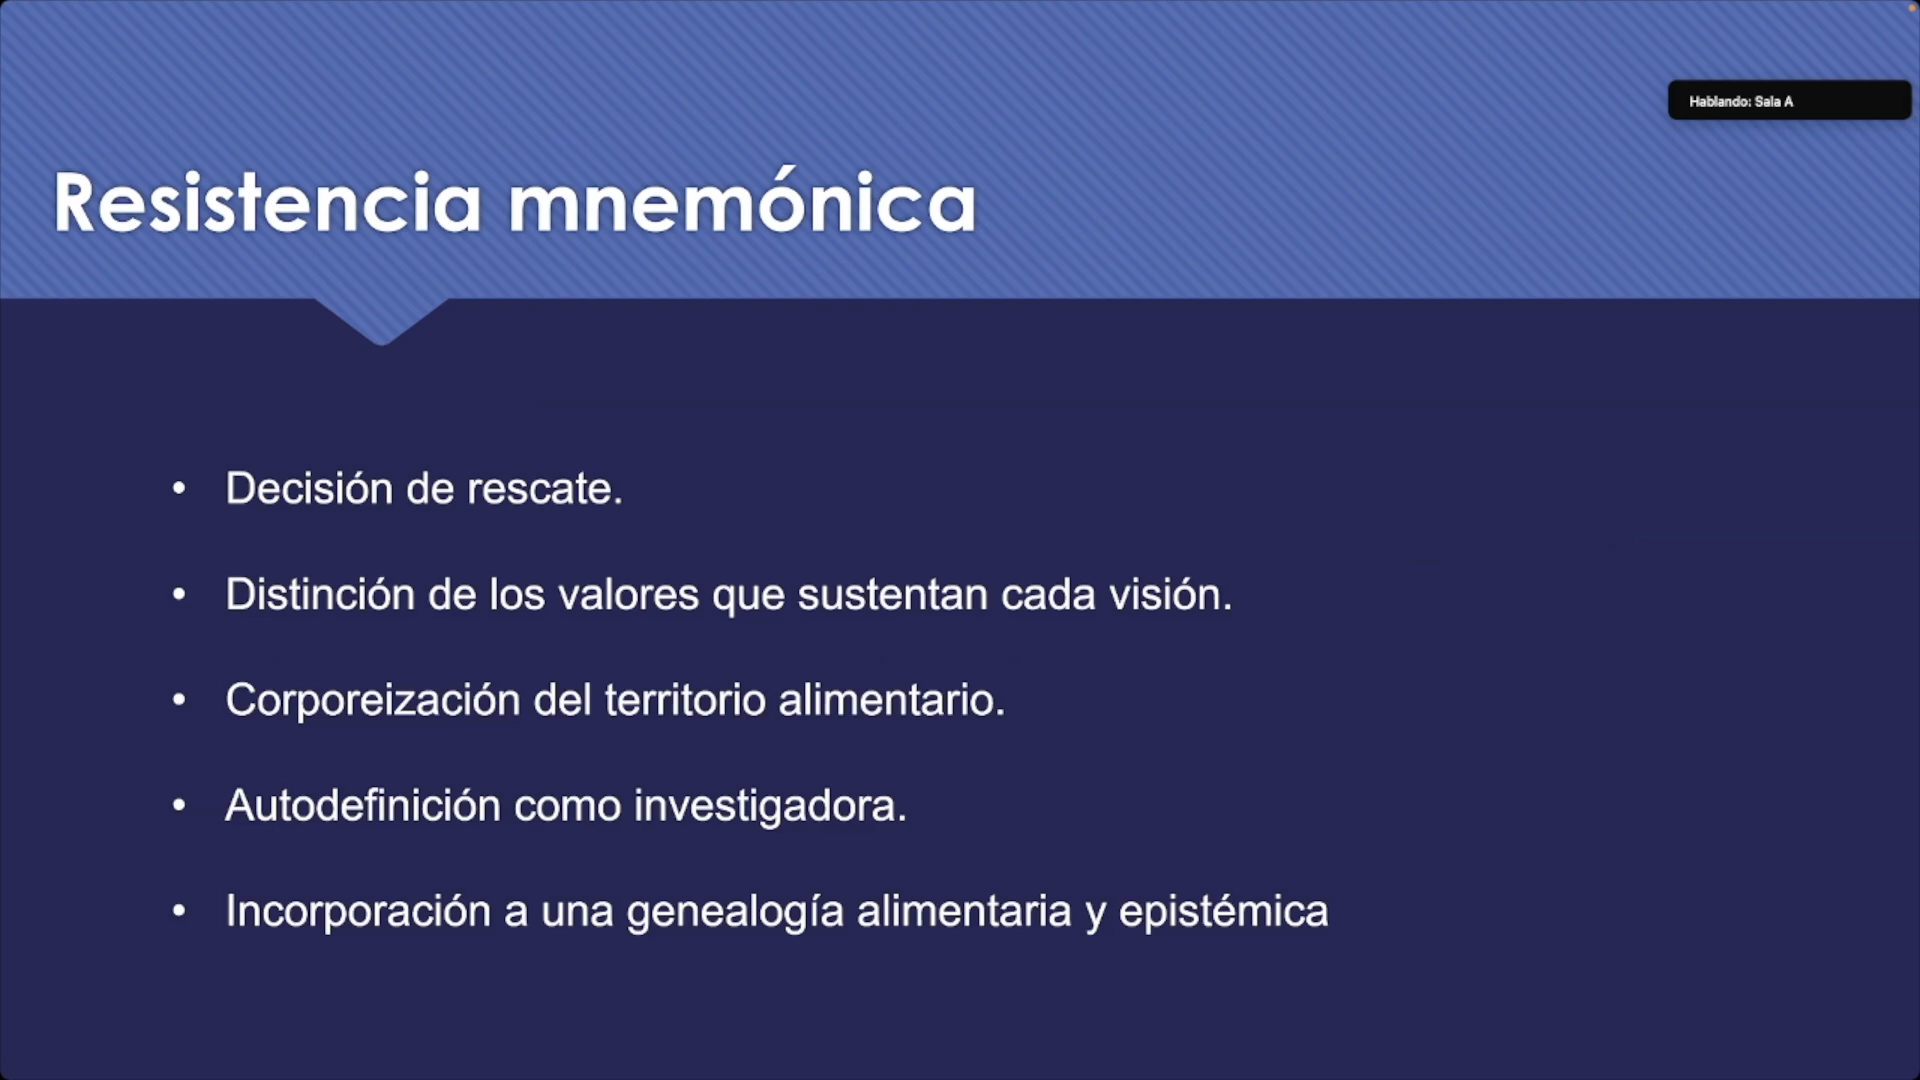 Hablando: Sala A
Resistencia mnemónica
• Decisión de rescate.
• Distinción de los valores que sustentan cada visión.
• Corporeización del territorio alimentario.
• Autodefinición como investigadora.
• Incorporación a una genealogía alimentaria y epistémica